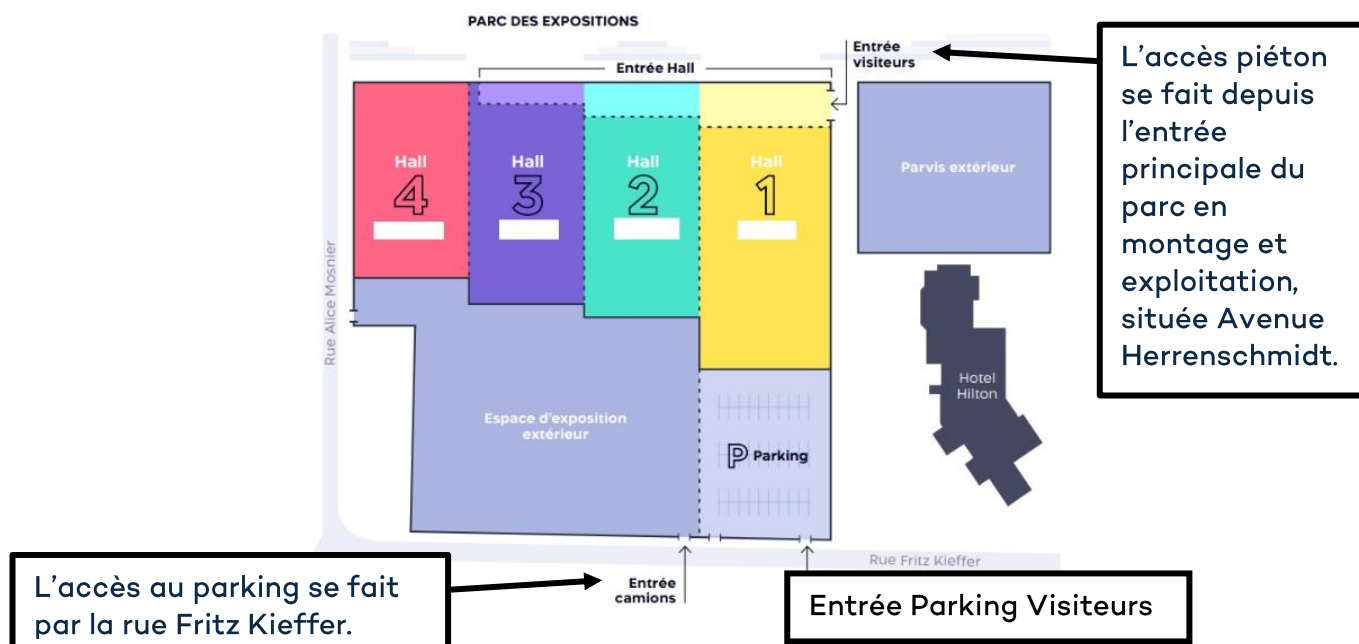 PARC DES EXPOSITIONS
Entrée
visiteurs
L'accès piéton
se fait depuis
l'entrée
principale du
parc en
montage et
exploitation,
située Avenue
Herrenschmidt.
Entrée Hall
Hall
4
Hall
3
Hall
2
Hall
1
Parvis extérieur
Rue Alice Mosnier
Hotel
Hilton
Espace d'exposition
extérieur
P Parking
Rue Fritz Kieffer
L'accès au parking se fait
par la rue Fritz Kieffer.
Entrée
camions
Entrée Parking Visiteurs